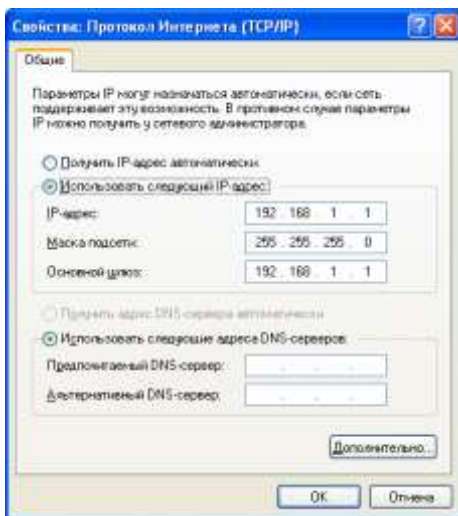 Свойства: Протокол Интернета (TCP/IP)
Общие
Параметры IP могут назначаться автоматически, если сеть
поддерживает эту возможность. В противном случае параметры
IP можно получить у сетевого администратора.
Получить IP-адрес автоматически
Использовать следующий IP-адрес:
IP-адрес: 192 . 168 . 1 . 1
Маска подсети: 255 . 255 . 255 . 0
Основной шлюз: 192 . 168 . 1 . 1
Получить адрес DNS-сервера автоматически
Использовать следующие адреса DNS-серверов:
Предпочитаемый DNS-сервер: . . .
Альтернативный DNS-сервер: . . .
Дополнительно...
OK Отмена